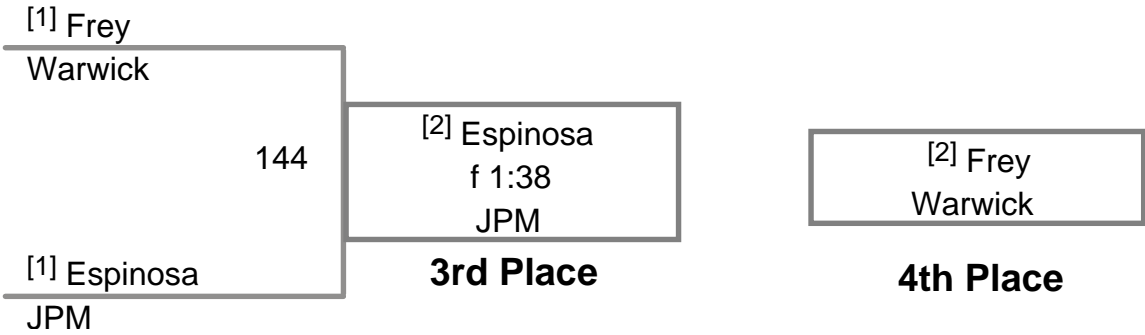 [1] Frey
Warwick
144
[1] Espinosa
JPM
[2] Espinosa
f 1:38
JPM
3rd Place
[2] Frey
Warwick
4th Place